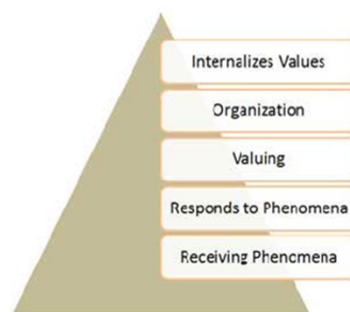 Internalizes Values
Organization
Valuing
Responds to Phenomena
Receiving Phenomena